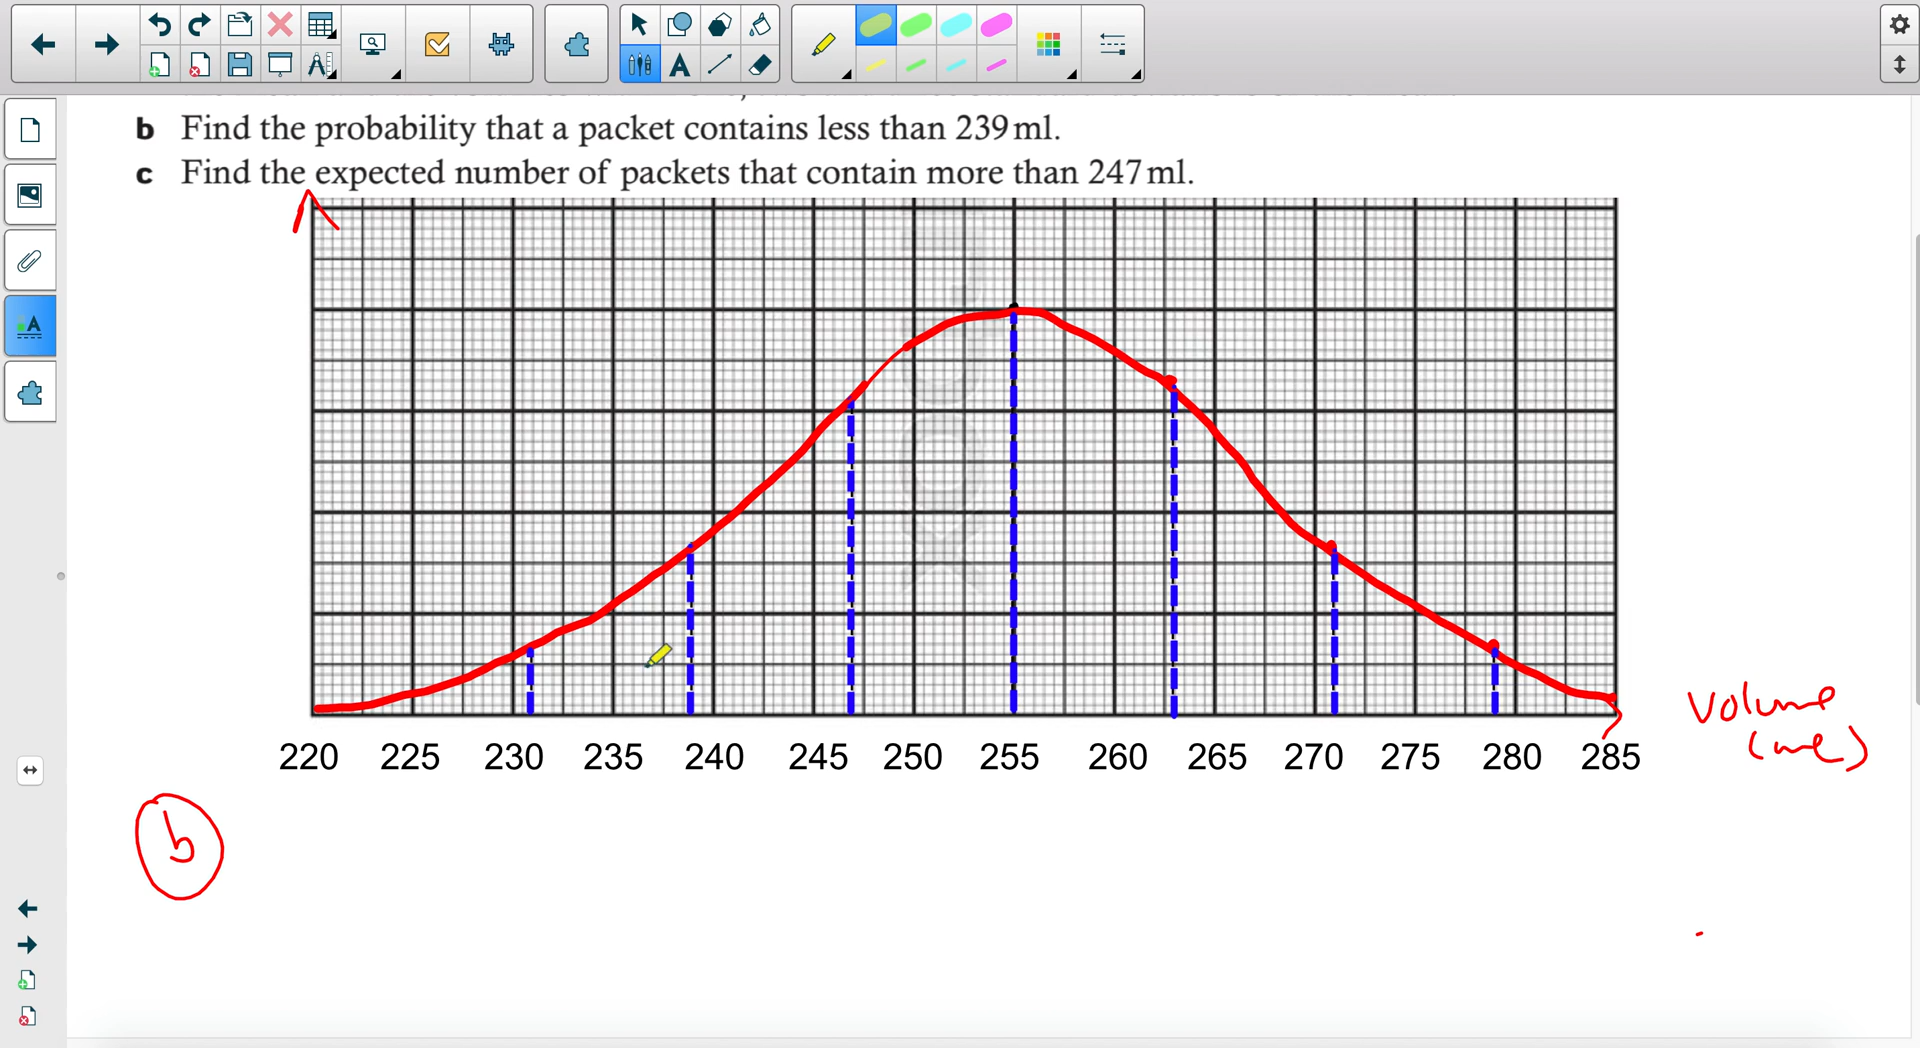 b Find the probability that a packet contains less than 239 ml.
c Find the expected number of packets that contain more than 247 ml.
220 225 230 235 240 245 250 255 260 265 270 275 280 285
Volume
(ml)
b